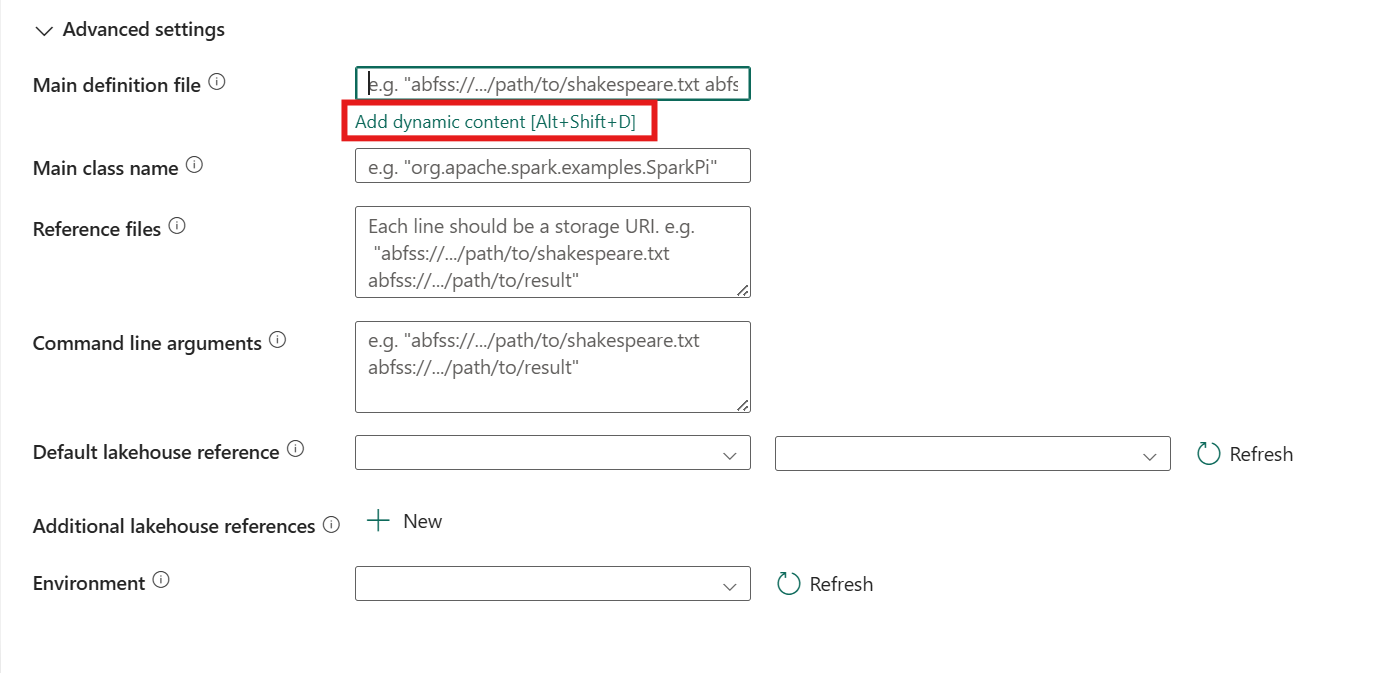 Advanced settings
Main definition file
e.g. "abfss://.../path/to/shakespeare.txt abfs
Add dynamic content [Alt+Shift+D]
Main class name
e.g. "org.apache.spark.examples.SparkPi"
Reference files
Each line should be a storage URI. e.g.
"abfss://.../path/to/shakespeare.txt
abfss://.../path/to/result"
Command line arguments
e.g. "abfss://.../path/to/shakespeare.txt
abfss://.../path/to/result"
Default lakehouse reference
Refresh
Additional lakehouse references
New
Environment
Refresh